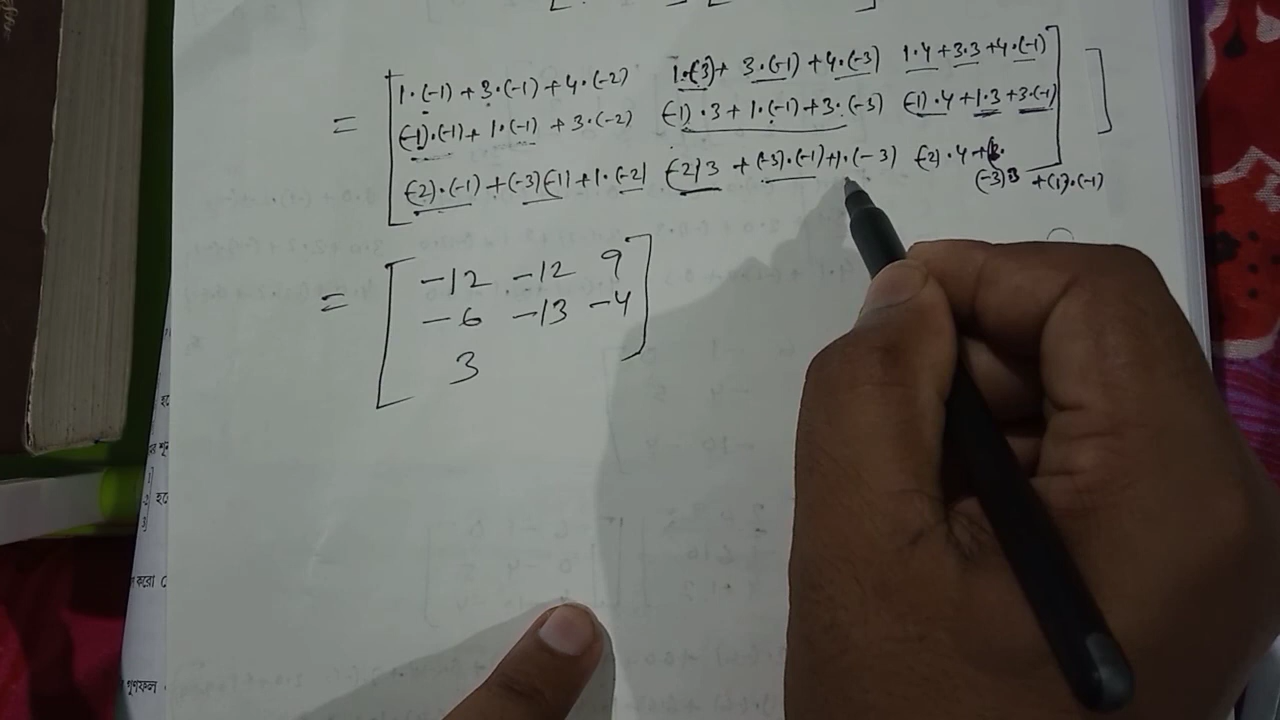 1·(-1)+3·(-1)+4·(-2) 1·(-3)+ 3·(-1)+4·(-3) 1·4+3·3+4·(-1)
= (-1)·(-1)+ 1·(-1) + 3·(-2) (-1)·3+1·(-1)+3·(-3) (-1)·4+1·3+3·(-1)
(-2)·(-1)+(-3)(-1)+1·(-2) (-2)3 +(-3)·(-1)+1·(-3) (-2)·4+
(-3)3 +(1)·(-1)
= [ -12 -12 9 ]
-6 -13 -4
3
হতে
করো
গুণফল